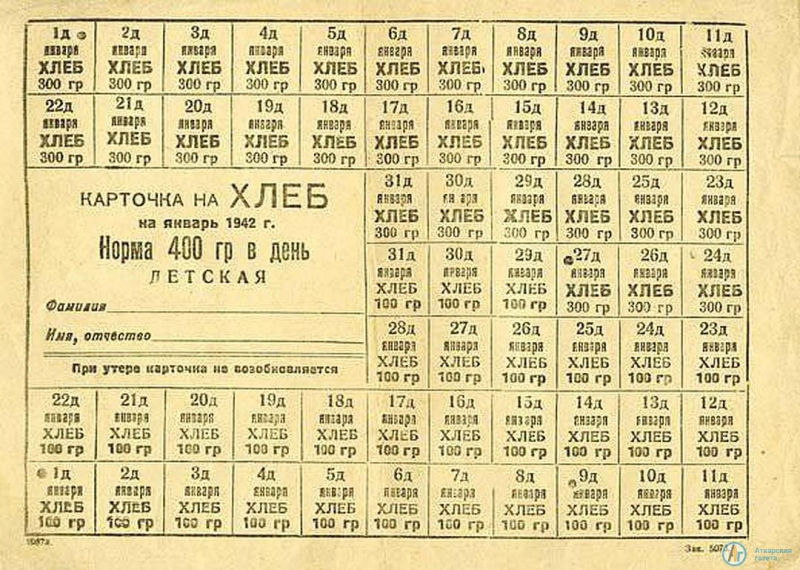 1д 2д 3д 4д 5д 6д 7д 8д 9д 10д 11д
января января января января января января января января января января января
ХЛЕБ ХЛЕБ ХЛЕБ ХЛЕБ ХЛЕБ ХЛЕБ ХЛЕБ ХЛЕБ ХЛЕБ ХЛЕБ ХЛЕБ
300 гр 300 гр 300 гр 300 гр 300 гр 300 гр 300 гр 300 гр 300 гр 300 гр 300 гр
22д 21д 20д 19д 18д 17д 16д 15д 14д 13д 12д
января января января января января января января января января января января
ХЛЕБ ХЛЕБ ХЛЕБ ХЛЕБ ХЛЕБ ХЛЕБ ХЛЕБ ХЛЕБ ХЛЕБ ХЛЕБ ХЛЕБ
300 гр 300 гр 300 гр 300 гр 300 гр 300 гр 300 гр 300 гр 300 гр 300 гр 300 гр
КАРТОЧКА НА ХЛЕБ
на январь 1942 г.
Норма 400 гр в день
ДЕТСКАЯ
Фамилия
Имя, отчество
При утере карточка не возобновляется
31д 30д 29д 28д 25д 23д
января января января января января января
ХЛЕБ ХЛЕБ ХЛЕБ ХЛЕБ ХЛЕБ ХЛЕБ
300 гр 300 гр 300 гр 300 гр 300 гр 300 гр
31д 30д 29д 27д 26д 24д
января января января января января января
ХЛЕБ ХЛЕБ ХЛЕБ ХЛЕБ ХЛЕБ ХЛЕБ
100 гр 100 гр 100 гр 300 гр 300 гр 300 гр
28д 27д 26д 25д 24д 23д
января января января января января января
ХЛЕБ ХЛЕБ ХЛЕБ ХЛЕБ ХЛЕБ ХЛЕБ
100 гр 100 гр 100 гр 100 гр 100 гр 100 гр
22д 21д 20д 19д 18д 17д 16д 15д 14д 13д 12д
января января января января января января января января января января января
ХЛЕБ ХЛЕБ ХЛЕБ ХЛЕБ ХЛЕБ ХЛЕБ ХЛЕБ ХЛЕБ ХЛЕБ ХЛЕБ ХЛЕБ
100 гр 100 гр 100 гр 100 гр 100 гр 100 гр 100 гр 100 гр 100 гр 100 гр 100 гр
1д 2д 3д 4д 5д 6д 7д 8д 9д 10д 11д
января января января января января января января января января января января
ХЛЕБ ХЛЕБ ХЛЕБ ХЛЕБ ХЛЕБ ХЛЕБ ХЛЕБ ХЛЕБ ХЛЕБ ХЛЕБ ХЛЕБ
100 гр 100 гр 100 гр 100 гр 100 гр 100 гр 100 гр 100 гр 100 гр 100 гр 100 гр
Зак.
Аткарская
газета